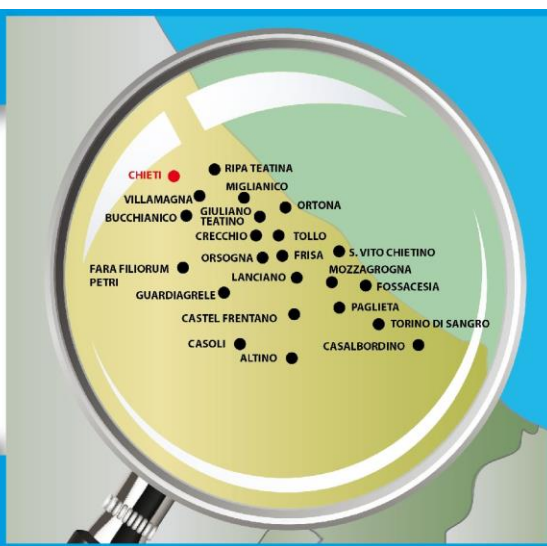 CHIETI
RIPA TEATINA
MIGLIANICO
VILLAMAGNA
BUCCHIANICO
GIULIANO
TEATINO
ORTONA
CRECCHIO
TOLLO
ORSOGNA
FRISA
S. VITO CHIETINO
FARA FILIORUM
PETRI
LANCIANO
MOZZAGROGNA
FOSSACESIA
GUARDIAGRELE
PAGLIETA
CASTEL FRENTANO
TORINO DI SANGRO
CASOLI
CASALBORDINO
ALTINO